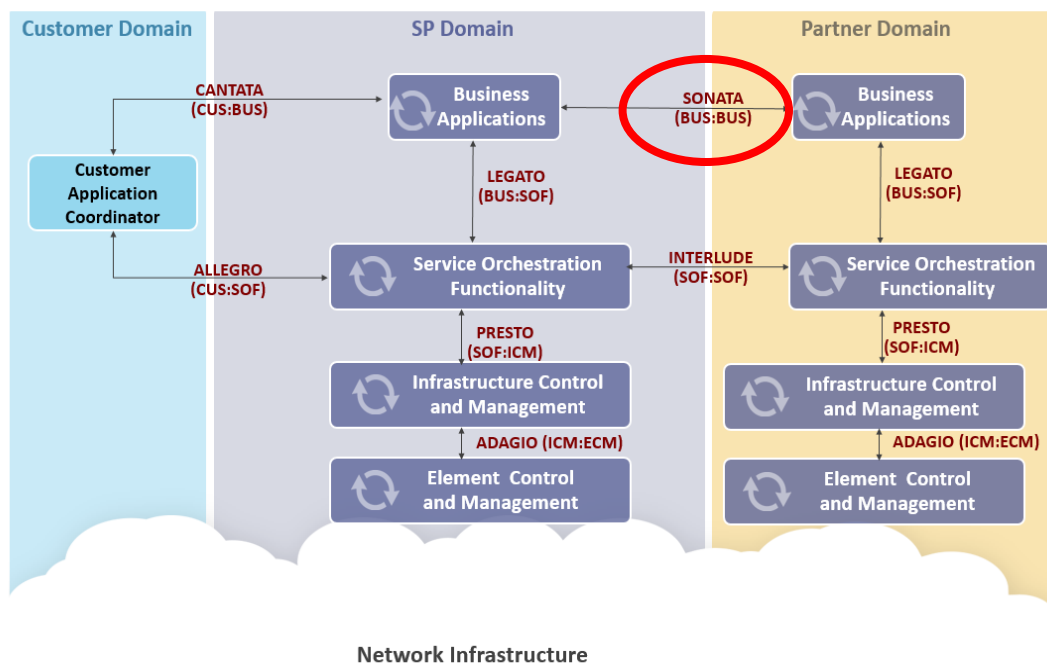 Customer Domain
SP Domain
Partner Domain
CANTATA
(CUS:BUS)
Business
Applications
SONATA
(BUS:BUS)
Business
Applications
Customer
Application
Coordinator
LEGATO
(BUS:SOF)
LEGATO
(BUS:SOF)
ALLEGRO
(CUS:SOF)
Service Orchestration
Functionality
INTERLUDE
(SOF:SOF)
Service Orchestration
Functionality
PRESTO
(SOF:ICM)
PRESTO
(SOF:ICM)
Infrastructure Control
and Management
Infrastructure Control
and Management
ADAGIO (ICM:ECM)
ADAGIO (ICM:ECM)
Element Control
and Management
Element Control
and Management
Network Infrastructure